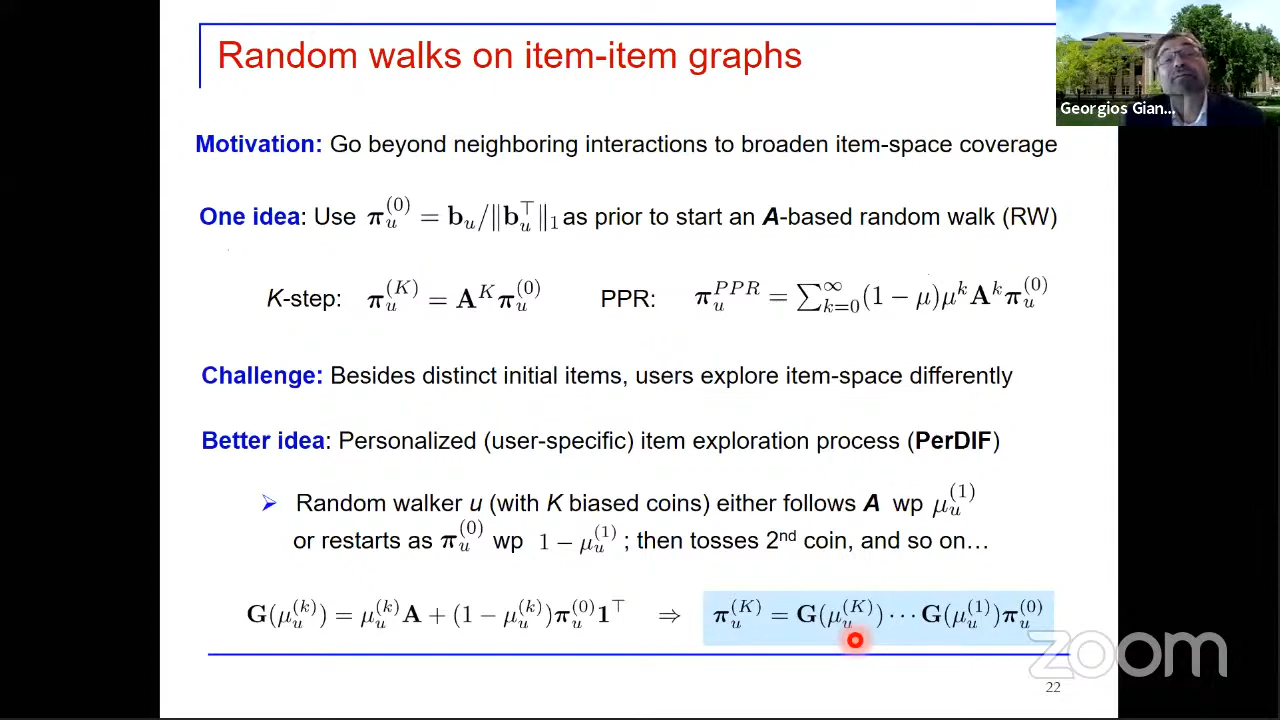 Random walks on item-item graphs
Georgios Gian...
Motivation: Go beyond neighboring interactions to broaden item-space coverage
One idea: Use π_u^(0) = b_u/‖b_u^⊤‖_1 as prior to start an A-based random walk (RW)
K-step: π_u^(K) = A^K π_u^(0) PPR: π_u^PPR = ∑_{k=0}^∞ (1 − μ)μ^k A^k π_u^(0)
Challenge: Besides distinct initial items, users explore item-space differently
Better idea: Personalized (user-specific) item exploration process (PerDIF)
➢ Random walker u (with K biased coins) either follows A wp μ_u^(1)
or restarts as π_u^(0) wp 1 − μ_u^(1) ; then tosses 2nd coin, and so on…
G(μ_u^(k)) = μ_u^(k) A + (1 − μ_u^(k))π_u^(0) 1^⊤ ⇒ π_u^(K) = G(μ_u^(K)) ⋯ G(μ_u^(1))π_u^(0)
zoom
22